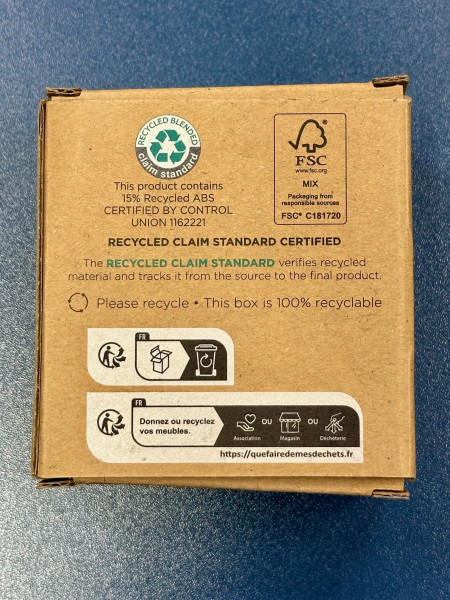 RECYCLED BLENDED
claim standard
This product contains
15% Recycled ABS
CERTIFIED BY CONTROL
UNION 1162221
FSC
www.fsc.org
MIX
Packaging from
responsible sources
FSC® C181720
RECYCLED CLAIM STANDARD CERTIFIED
The RECYCLED CLAIM STANDARD verifies recycled
material and tracks it from the source to the final product.
Please recycle • This box is 100% recyclable
FR
FR
Donnez ou recyclez
vos meubles.
OU
OU
Association
Magasin
Déchèterie
https://quefairedemesdechets.fr